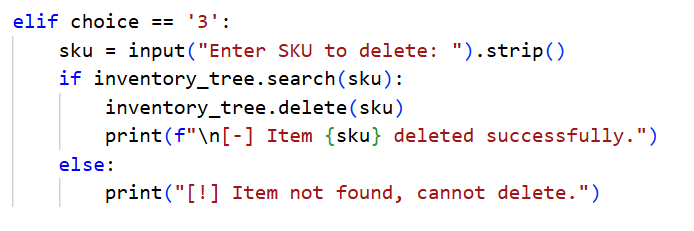 elif choice == '3':
    sku = input("Enter SKU to delete: ").strip()
    if inventory_tree.search(sku):
        inventory_tree.delete(sku)
        print(f"\n[-] Item {sku} deleted successfully.")
    else:
        print("[!] Item not found, cannot delete.")